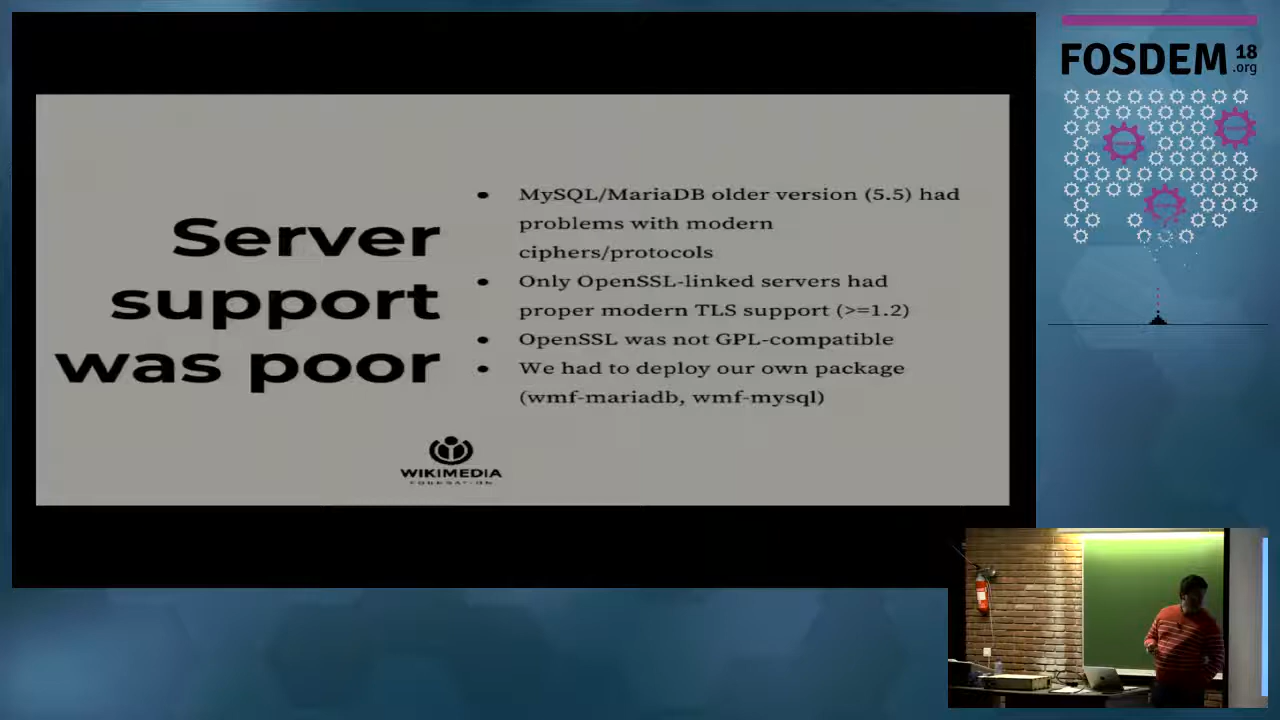 FOSDEM 18
.org
Server
support
was poor
● MySQL/MariaDB older version (5.5) had
problems with modern
ciphers/protocols
● Only OpenSSL-linked servers had
proper modern TLS support (>=1.2)
● OpenSSL was not GPL-compatible
● We had to deploy our own package
(wmf-mariadb, wmf-mysql)
WIKIMEDIA
FOUNDATION